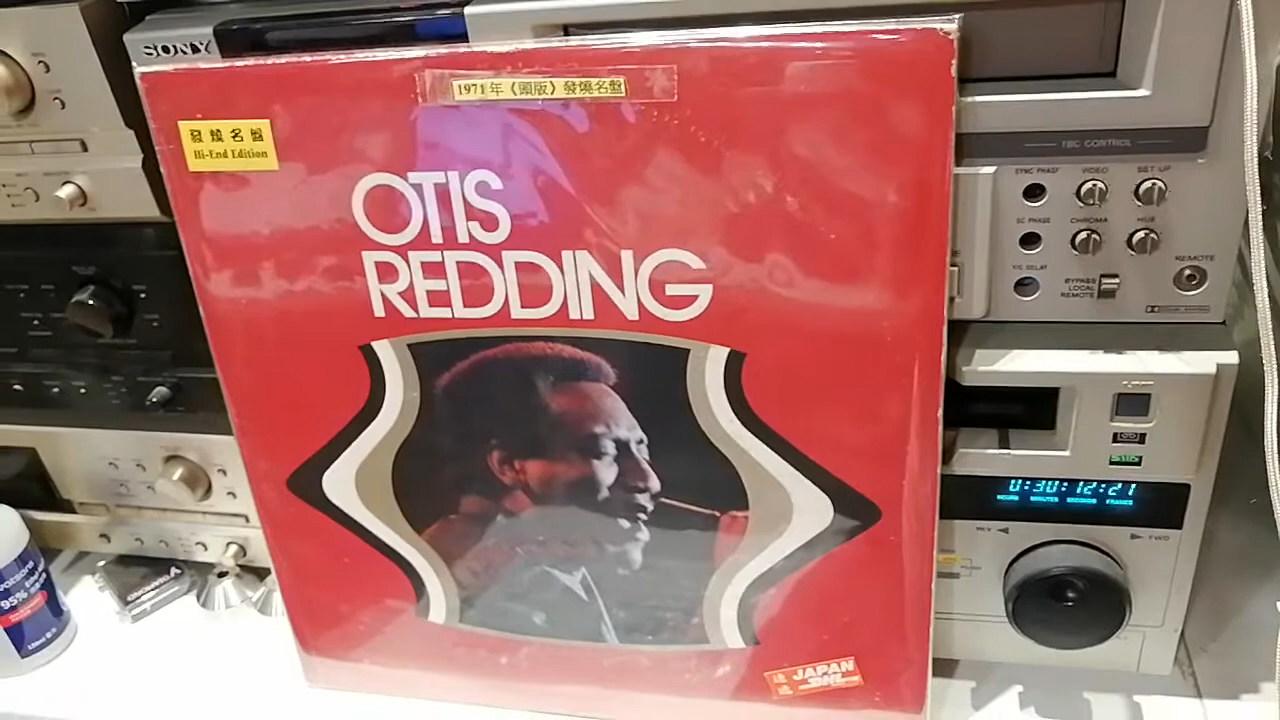 SONY
1971年《頭版》發燒名盤
發燒名盤
Hi-End Edition
OTIS
REDDING
JAPAN
DHL
TBC CONTROL
SYNC PHASE
VIDEO
SET UP
SC PHASE
CHROMA
HUE
Y/C DELAY
BYPASS
LOCAL
REMOTE
REMOTE
0:30:12:21
HOURS MINUTES SECONDS FRAMES
REV
FWD
95%